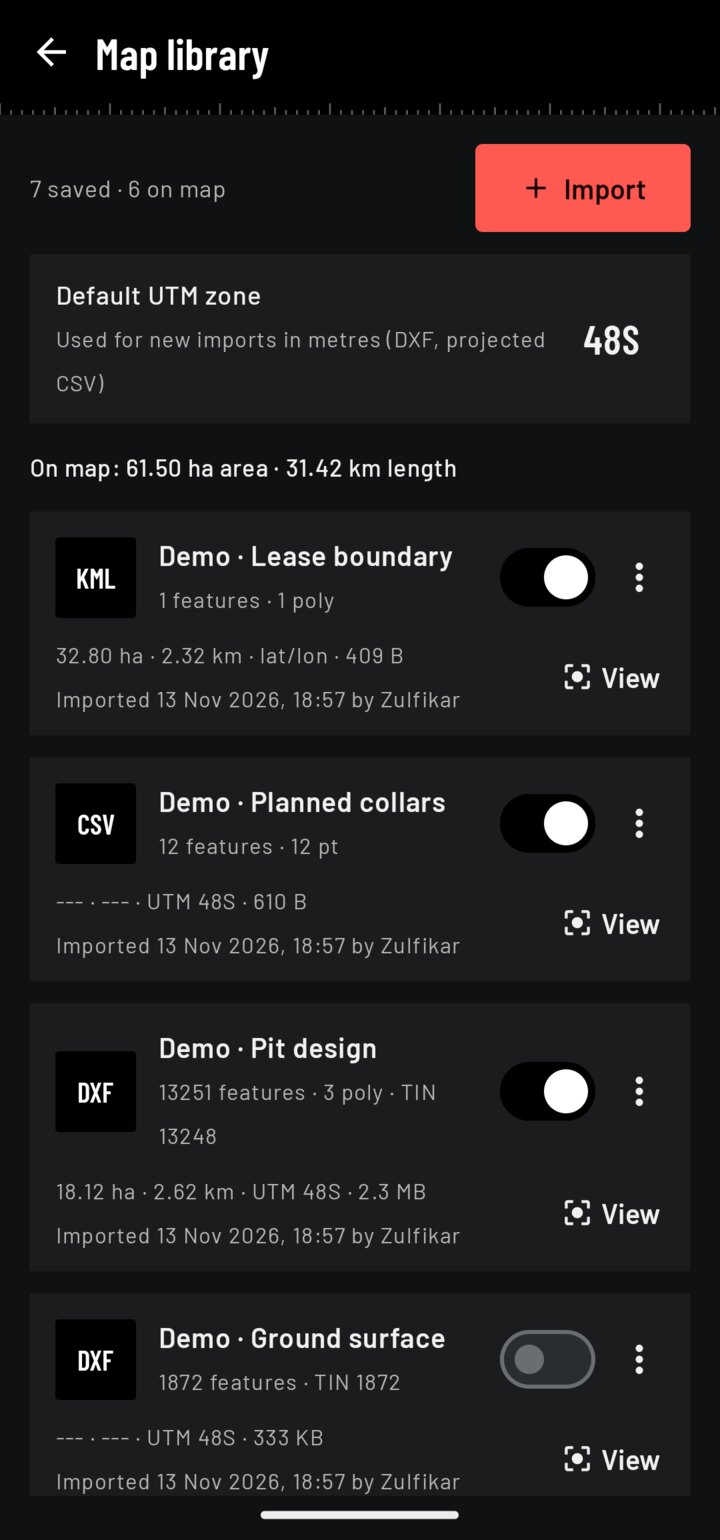 Map library
7 saved · 6 on map
+ Import
Default UTM zone
Used for new imports in metres (DXF, projected
CSV)
48S
On map: 61.50 ha area · 31.42 km length
KML
Demo · Lease boundary
1 features · 1 poly
32.80 ha · 2.32 km · lat/lon · 409 B
Imported 13 Nov 2026, 18:57 by Zulfikar
View
CSV
Demo · Planned collars
12 features · 12 pt
--- · --- · UTM 48S · 610 B
Imported 13 Nov 2026, 18:57 by Zulfikar
View
DXF
Demo · Pit design
13251 features · 3 poly · TIN
13248
18.12 ha · 2.62 km · UTM 48S · 2.3 MB
Imported 13 Nov 2026, 18:57 by Zulfikar
View
DXF
Demo · Ground surface
1872 features · TIN 1872
--- · --- · UTM 48S · 333 KB
Imported 13 Nov 2026, 18:57 by Zulfikar
View